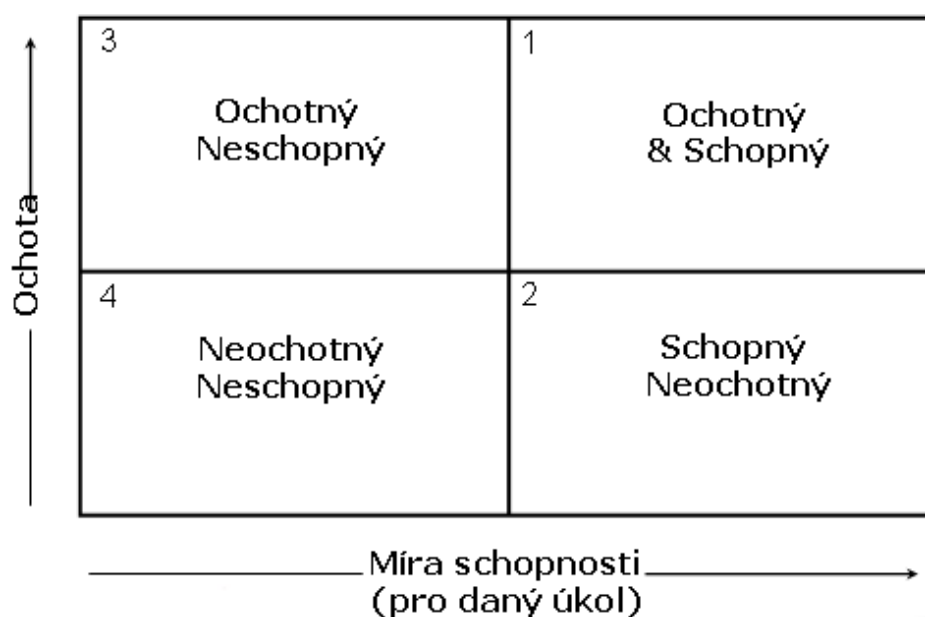 3
Ochotný
Neschopný
1
Ochotný
& Schopný
Ochota
4
Neochotný
Neschopný
2
Schopný
Neochotný
Míra schopnosti
(pro daný úkol)